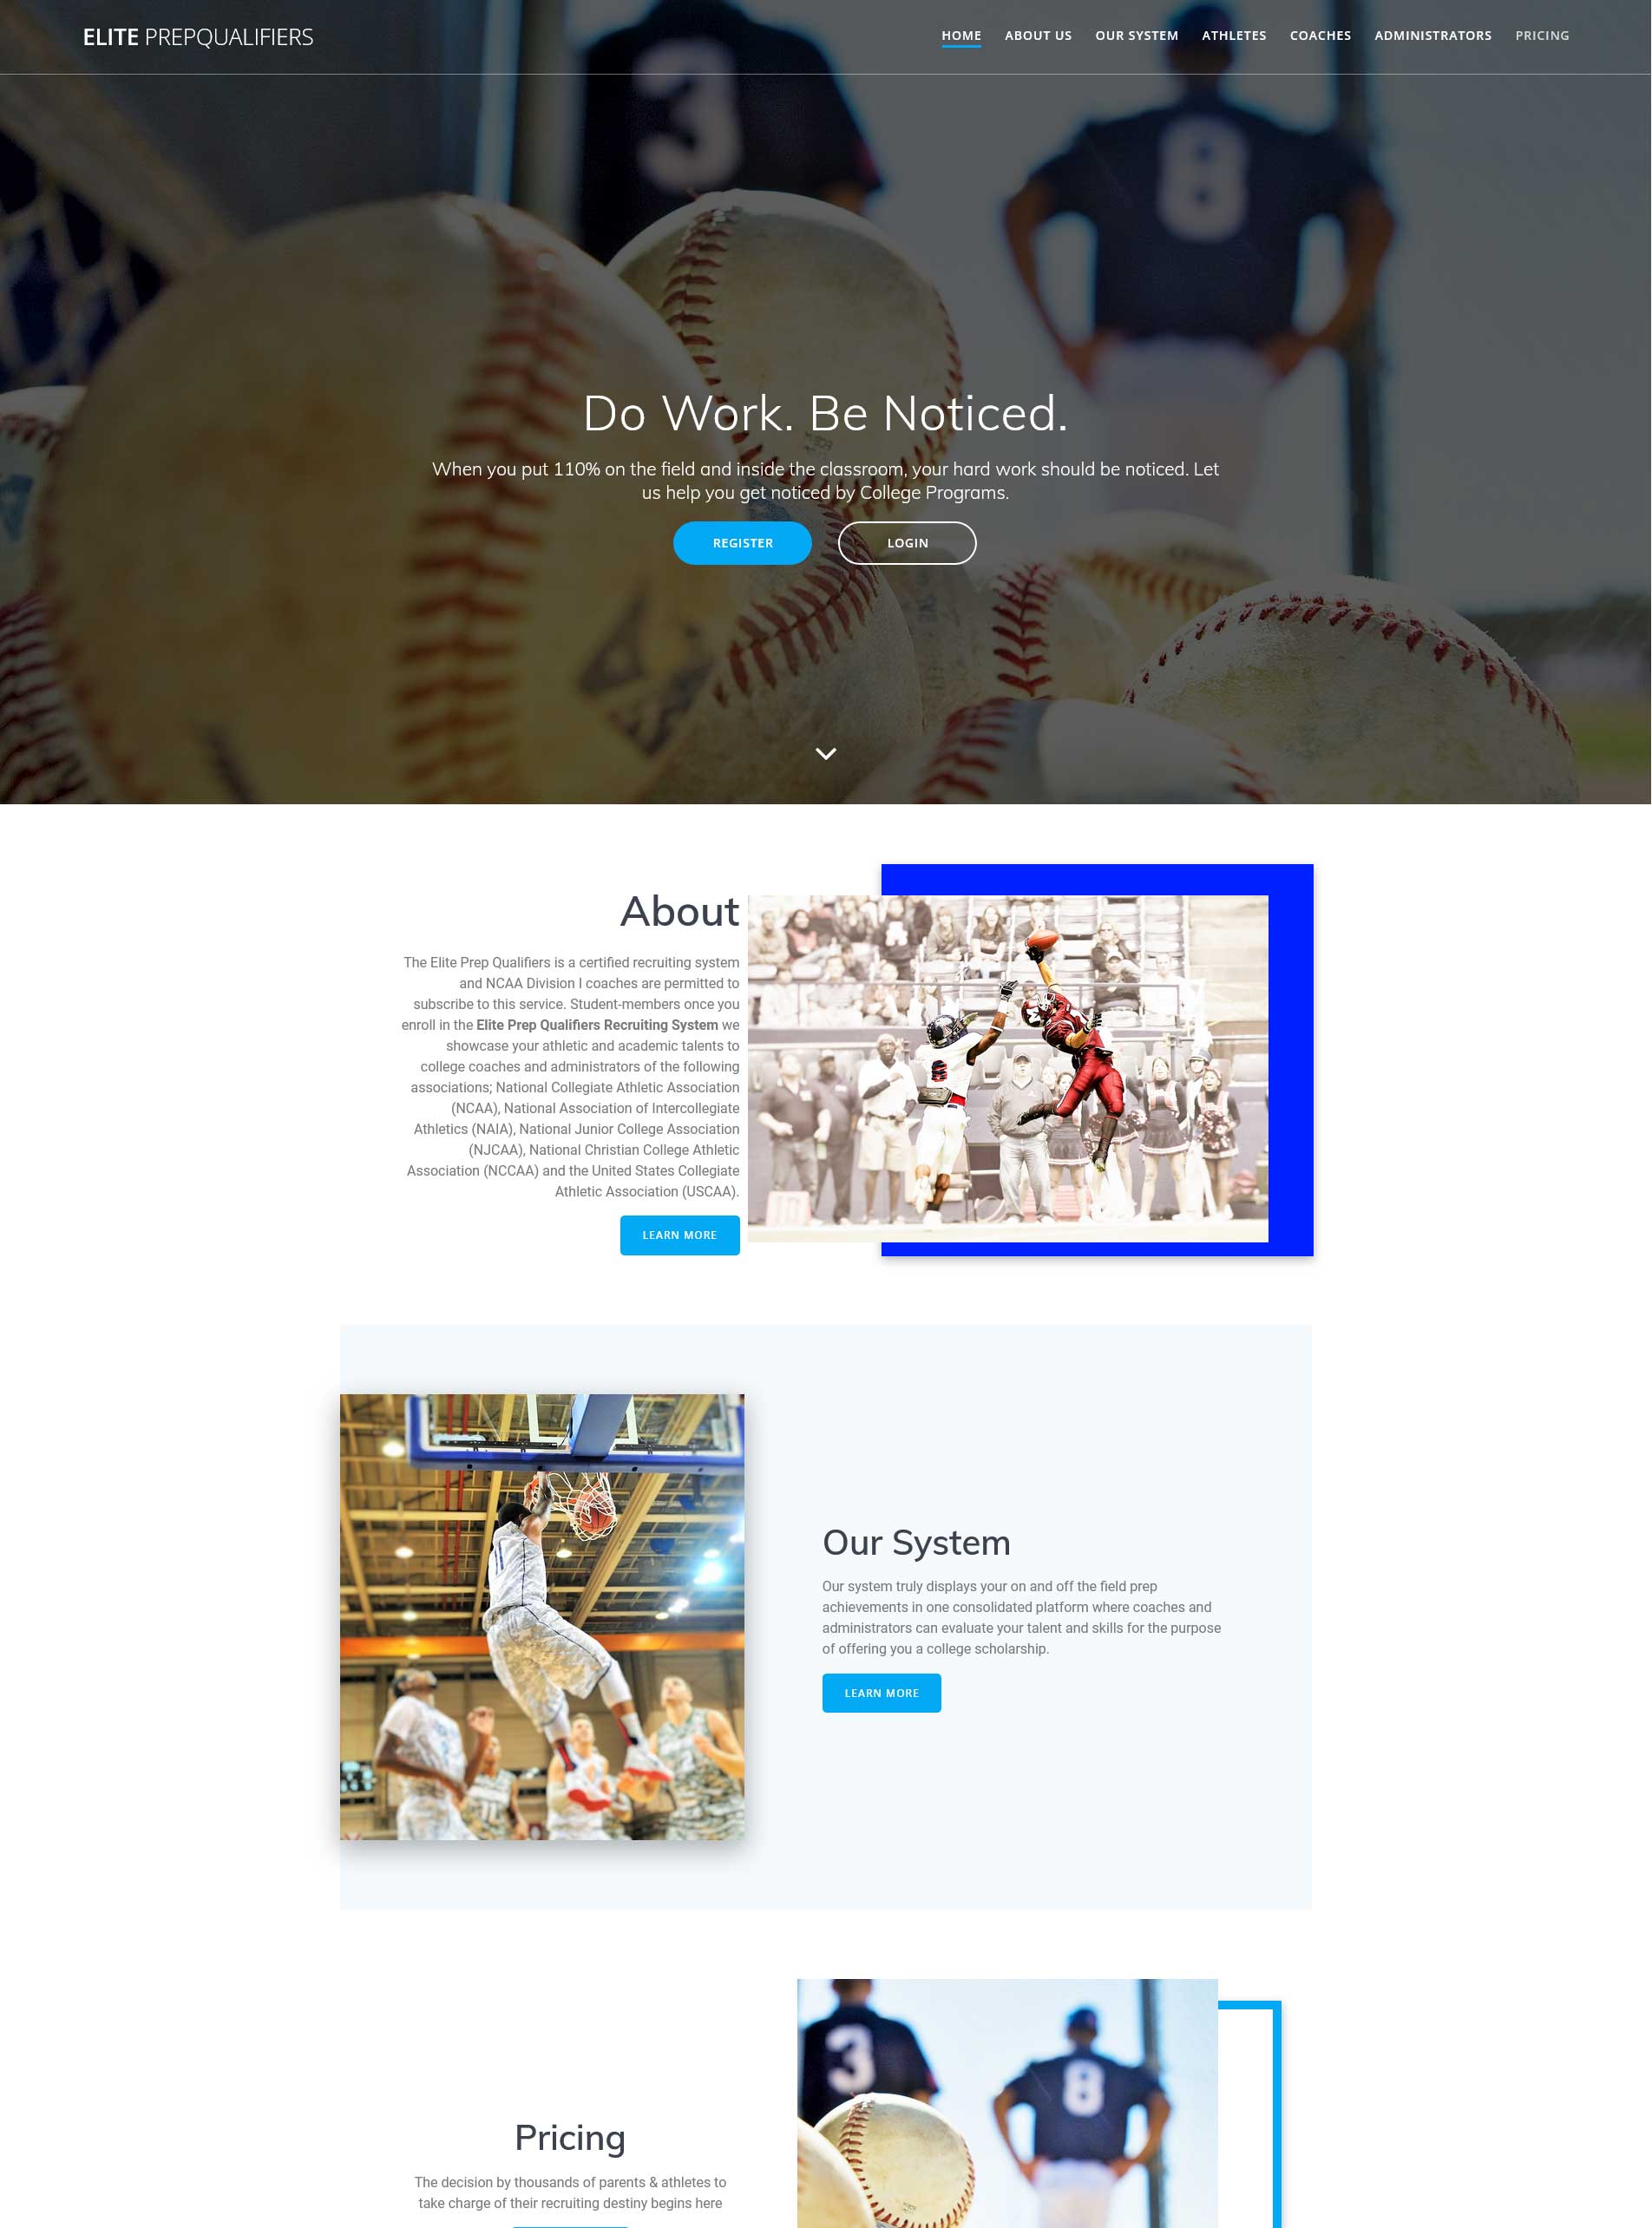 ELITE PREPQUALIFIERS
HOME ABOUT US OUR SYSTEM ATHLETES COACHES ADMINISTRATORS PRICING
3
8
Do Work. Be Noticed.
When you put 110% on the field and inside the classroom, your hard work should be noticed. Let
us help you get noticed by College Programs.
REGISTER LOGIN
About
The Elite Prep Qualifiers is a certified recruiting system
and NCAA Division I coaches are permitted to
subscribe to this service. Student-members once you
enroll in the Elite Prep Qualifiers Recruiting System we
showcase your athletic and academic talents to
college coaches and administrators of the following
associations; National Collegiate Athletic Association
(NCAA), National Association of Intercollegiate
Athletics (NAIA), National Junior College Association
(NJCAA), National Christian College Athletic
Association (NCCAA) and the United States Collegiate
Athletic Association (USCAA).
LEARN MORE
Our System
Our system truly displays your on and off the field prep
achievements in one consolidated platform where coaches and
administrators can evaluate your talent and skills for the purpose
of offering you a college scholarship.
LEARN MORE
3
8
Pricing
The decision by thousands of parents & athletes to
take charge of their recruiting destiny begins here